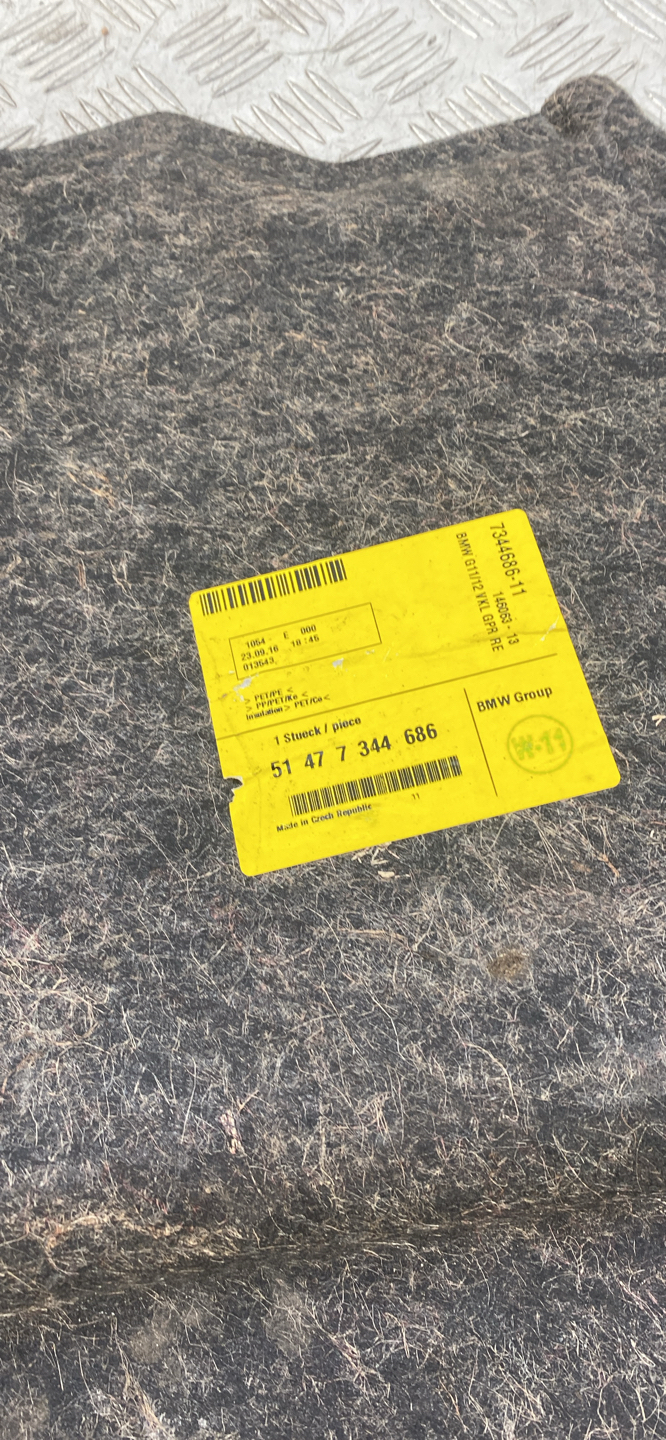 7344686-11
146063 - 13
BMW G11/12 VKL GPR RE
1054 E 000
23.09.16 18:45
013543,
> PET/PE <
> PP/PET/Ke <
Insulation > PET/Co <
1 Stueck / piece
51 47 7 344 686
11
Made in Czech Republic
BMW Group
W-11